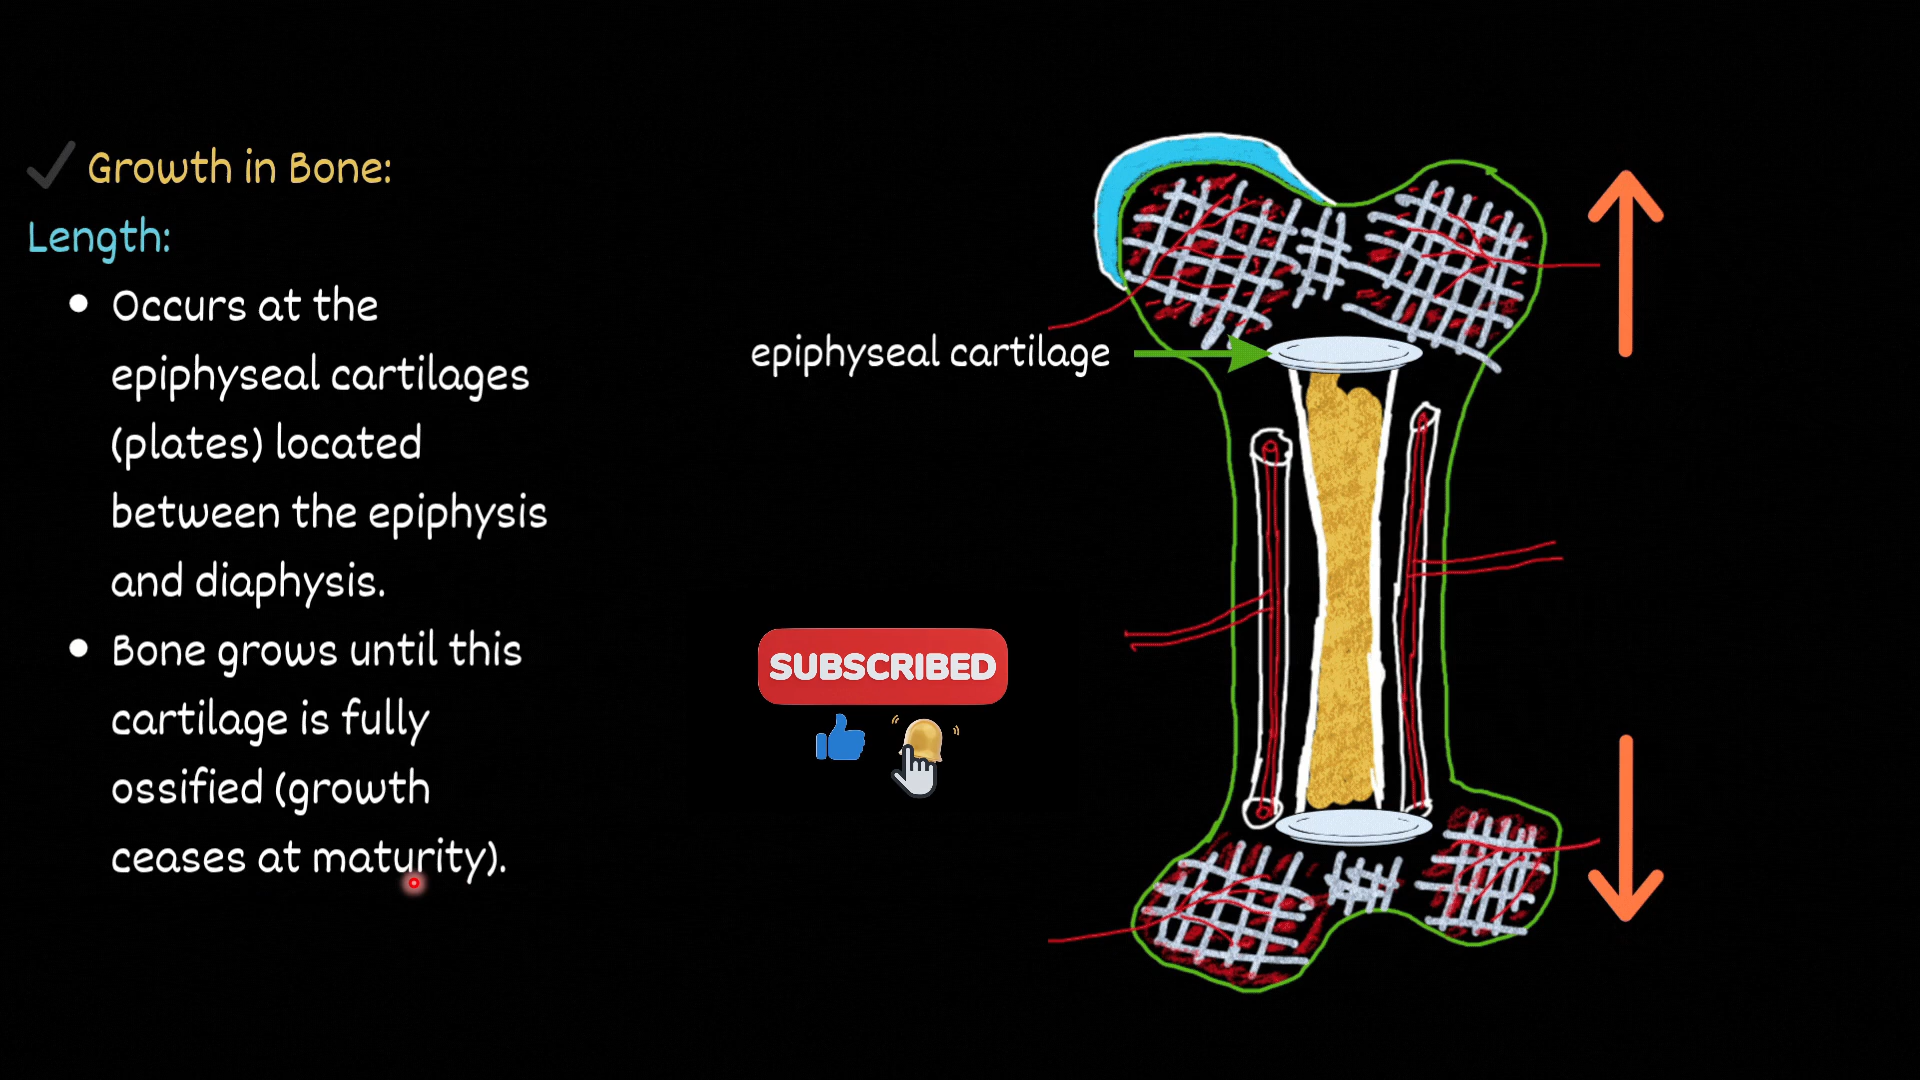 Growth in Bone:
Length:
• Occurs at the
epiphyseal cartilages
(plates) located
between the epiphysis
and diaphysis.
• Bone grows until this
cartilage is fully
ossified (growth
ceases at maturity).
epiphyseal cartilage
SUBSCRIBED